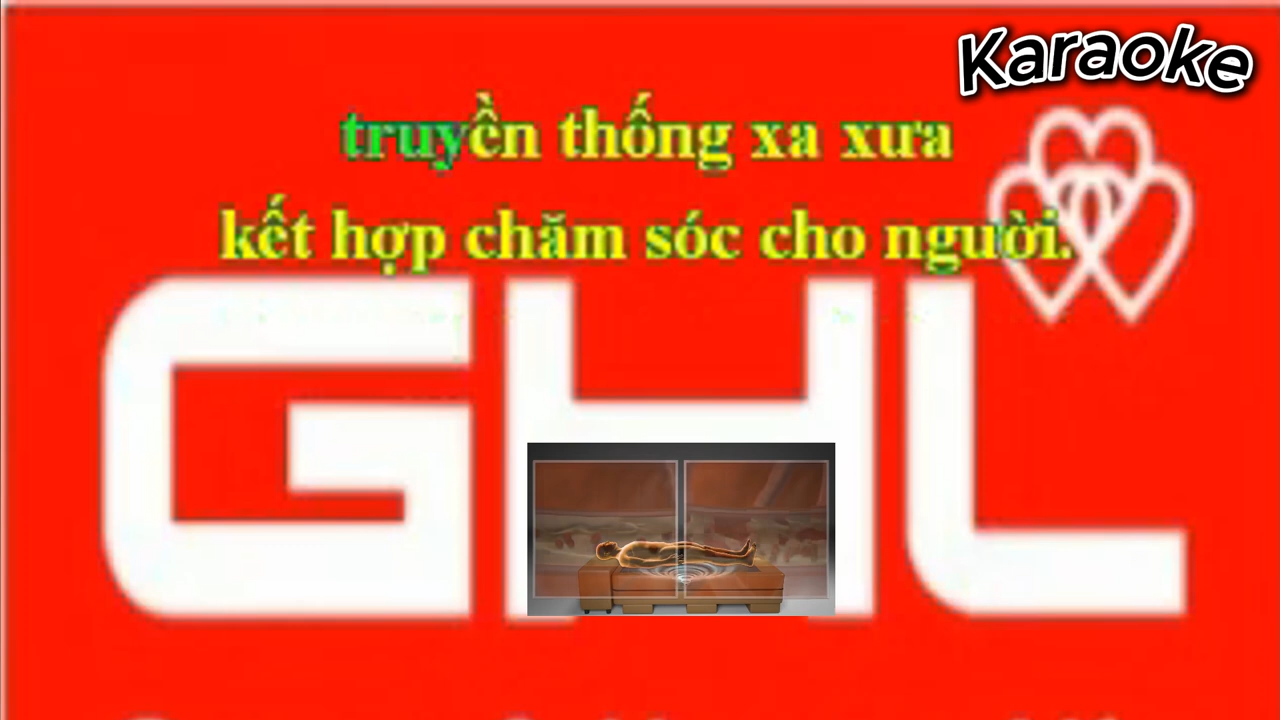 Karaoke
truyền thống xa xưa
kết hợp chăm sóc cho người.
GHL